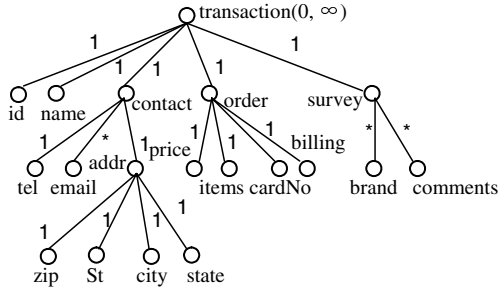 transaction(0, ∞)
1 1 1 1 1
id name contact order survey
1 * 1 1 1 1 1 * *
addr price billing
tel email items cardNo brand comments
1 1 1 1
zip St city state